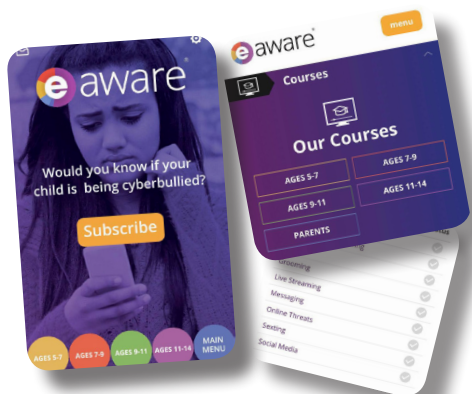 e aware
Would you know if your
child is being cyberbullied?
Subscribe
AGES 5-7
AGES 7-9
AGES 9-11
AGES 11-14
MAIN
MENU
e aware
menu
Courses
Our Courses
AGES 5-7
AGES 7-9
AGES 9-11
AGES 11-14
PARENTS
Grooming
Live Streaming
Messaging
Online Threats
Sexting
Social Media